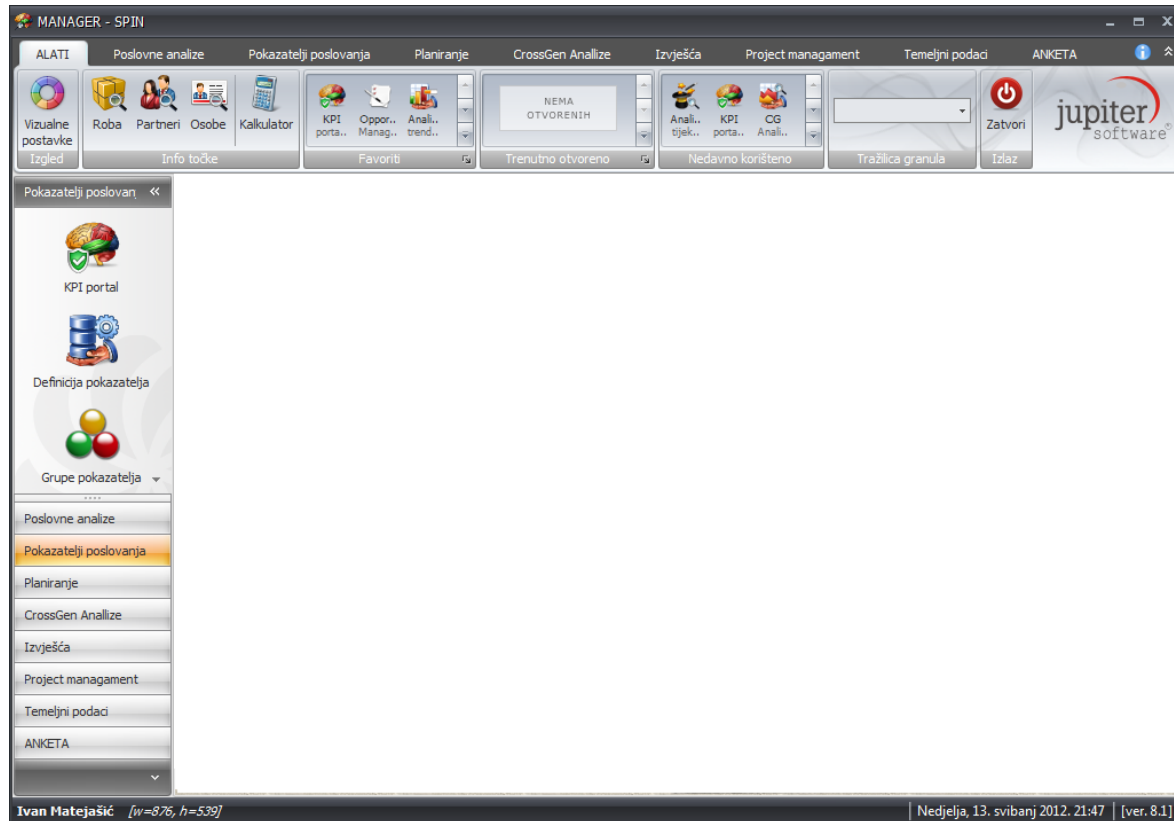 MANAGER - SPIN
ALATI Poslovne analize Pokazatelji poslovanja Planiranje CrossGen Anallize Izvješća Project managament Temeljni podaci ANKETA
Vizualne
postavke
Roba Partneri Osobe Kalkulator
KPI
porta..
Oppor..
Manag..
Anali..
trend..
NEMA
OTVORENIH
Anali..
tijek..
KPI
porta..
CG
Anali..
Zatvori
jupiter
software
Izgled Info točke Favoriti Trenutno otvoreno Nedavno korišteno Tražilica granula Izlaz
Pokazatelji poslovanj
KPI portal
Definicija pokazatelja
Grupe pokazatelja
Poslovne analize
Pokazatelji poslovanja
Planiranje
CrossGen Anallize
Izvješća
Project managament
Temeljni podaci
ANKETA
Ivan Matejašić [w=876, h=539] Nedjelja, 13. svibanj 2012. 21:47 [ver. 8.1]